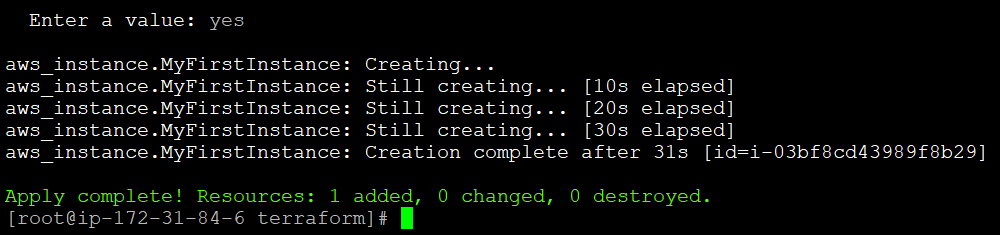 Enter a value: yes
aws_instance.MyFirstInstance: Creating...
aws_instance.MyFirstInstance: Still creating... [10s elapsed]
aws_instance.MyFirstInstance: Still creating... [20s elapsed]
aws_instance.MyFirstInstance: Still creating... [30s elapsed]
aws_instance.MyFirstInstance: Creation complete after 31s [id=i-03bf8cd43989f8b29]
Apply complete! Resources: 1 added, 0 changed, 0 destroyed.
[root@ip-172-31-84-6 terraform]#